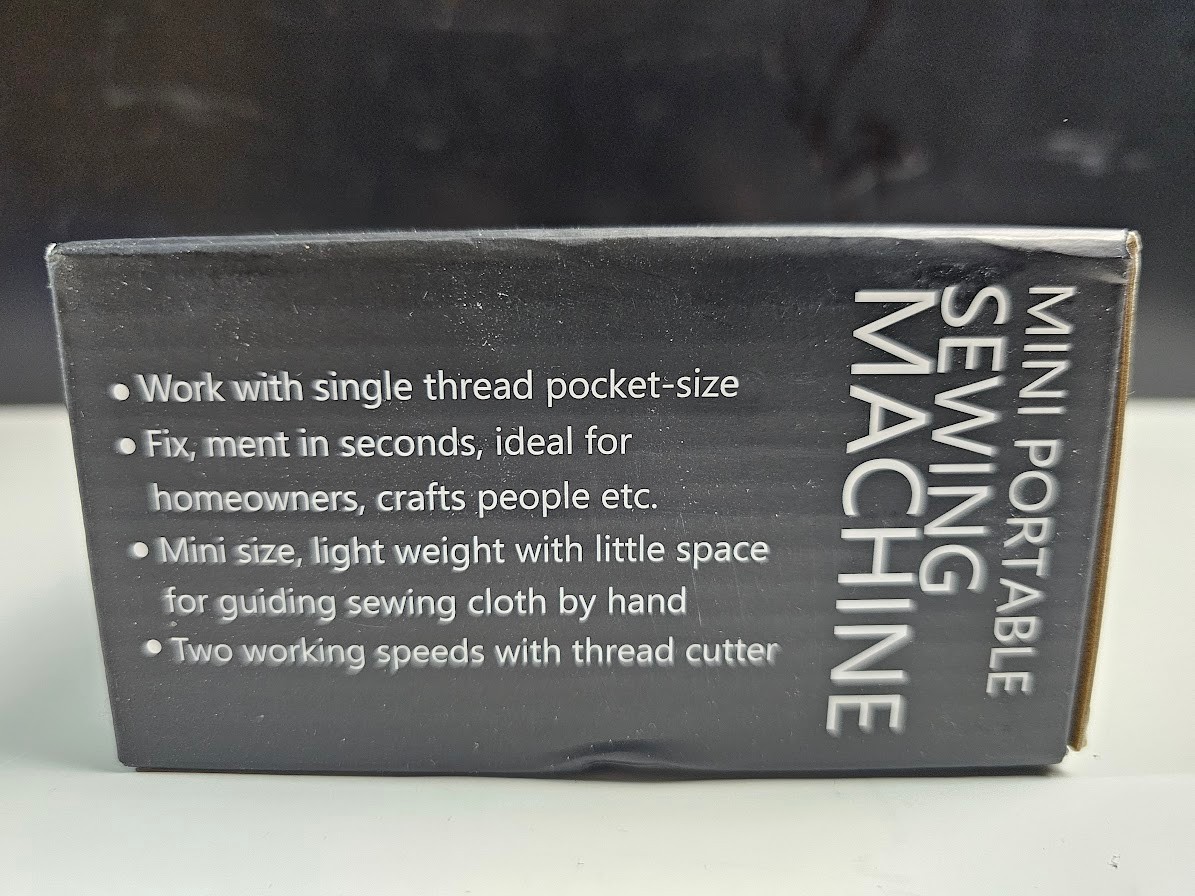 • Work with single thread pocket-size
• Fix, ment in seconds, ideal for
homeowners, crafts people etc.
• Mini size, light weight with little space
for guiding sewing cloth by hand
• Two working speeds with thread cutter
MINI PORTABLE
SEWING
MACHINE